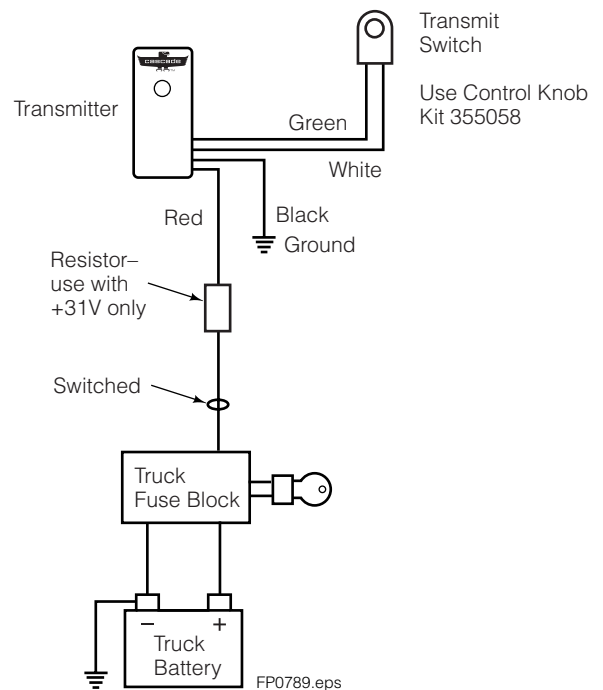 Transmit
Switch
cascade
Use Control Knob
Kit 355058
Transmitter
Green
White
Red
Black
Ground
Resistor–
use with
+31V only
Switched
Truck
Fuse Block
– +
Truck
Battery
FP0789.eps